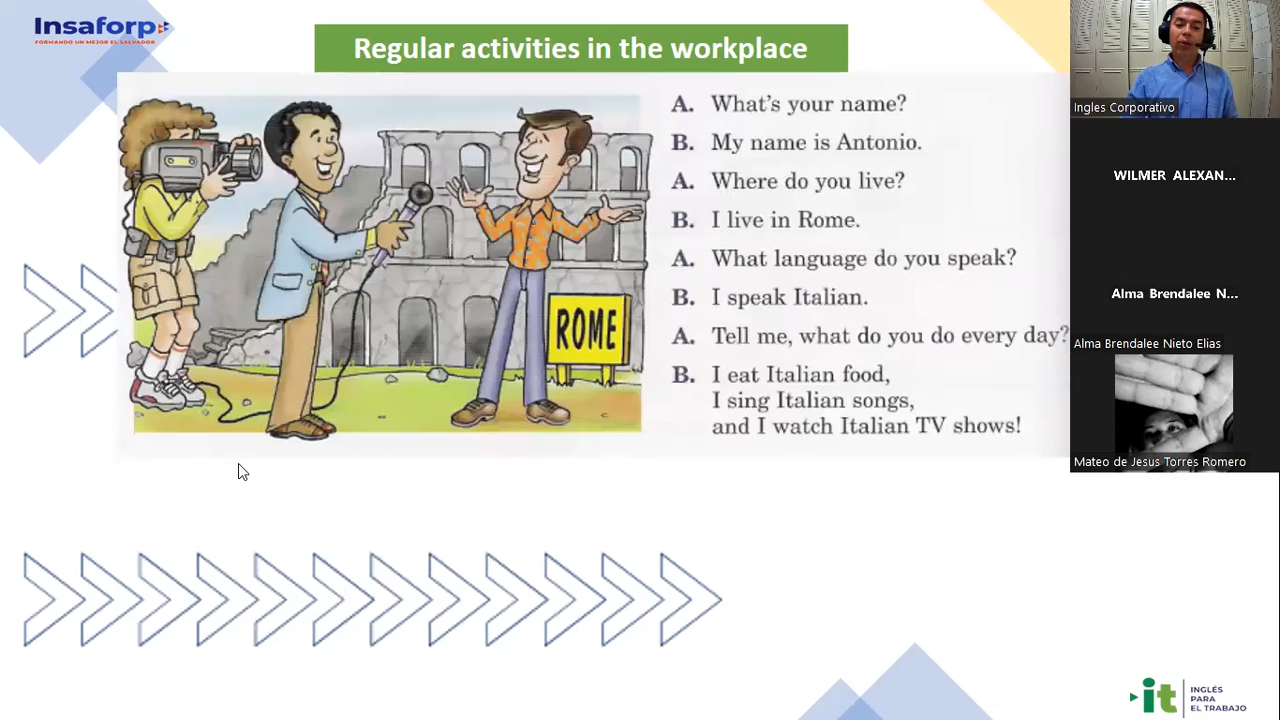 Insaforp
FORMANDO UN MEJOR EL SALVADOR
Regular activities in the workplace
A. What's your name?
B. My name is Antonio.
A. Where do you live?
B. I live in Rome.
A. What language do you speak?
B. I speak Italian.
A. Tell me, what do you do every day?
B. I eat Italian food,
I sing Italian songs,
and I watch Italian TV shows!
ROME
Ingles Corporativo
WILMER ALEXAN...
Alma Brendalee N...
Alma Brendalee Nieto Elias
Mateo de Jesus Torres Romero
it
INGLÉS
PARA
EL TRABAJO